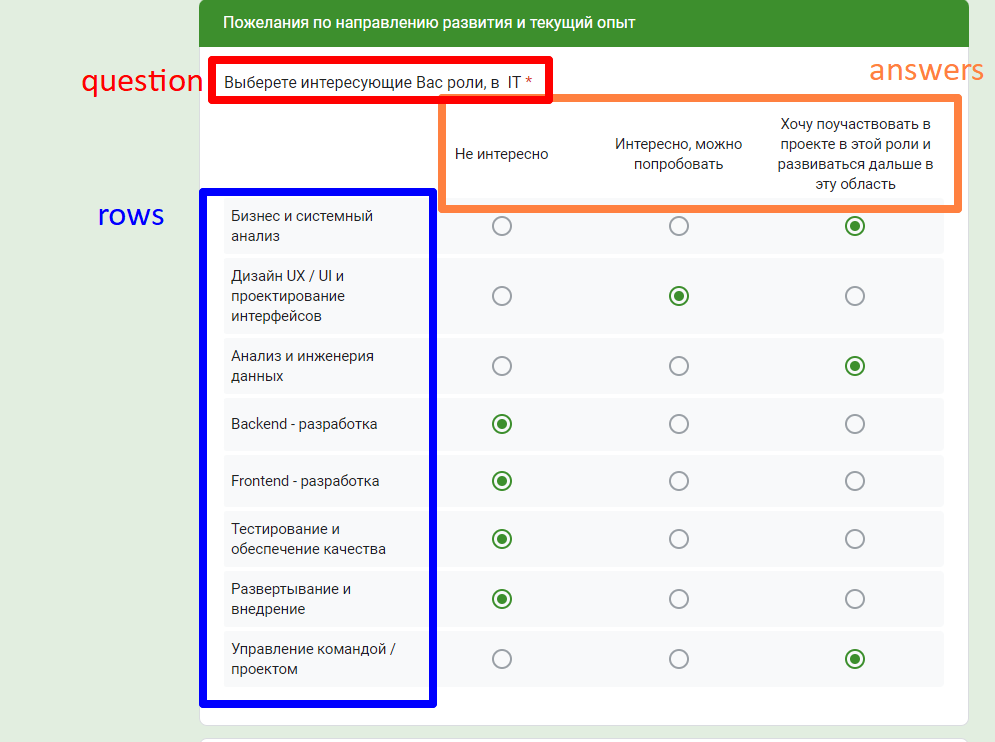 Пожелания по направлению развития и текущий опыт
question
Выберете интересующие Вас роли, в IT *
answers
Не интересно
Интересно, можно
попробовать
Хочу поучаствовать в
проекте в этой роли и
развиваться дальше в
эту область
rows
Бизнес и системный
анализ
Дизайн UX / UI и
проектирование
интерфейсов
Анализ и инженерия
данных
Backend - разработка
Frontend - разработка
Тестирование и
обеспечение качества
Развертывание и
внедрение
Управление командой /
проектом